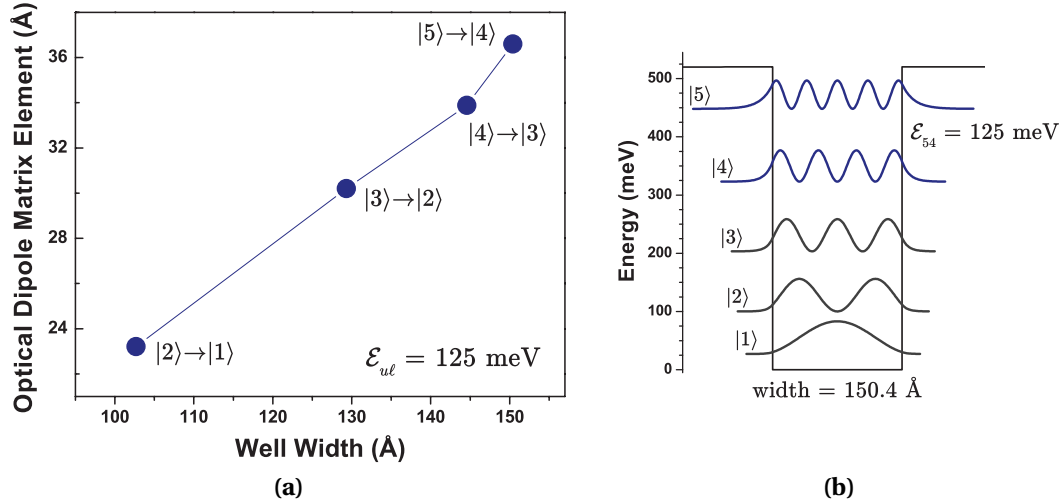 Optical Dipole Matrix Element (Å)
36
32
28
24
|5⟩→|4⟩
|4⟩→|3⟩
|3⟩→|2⟩
|2⟩→|1⟩
ℰuℓ = 125 meV
100 110 120 130 140 150
Well Width (Å)
(a)
Energy (meV)
500
400
300
200
100
0
|5⟩
ℰ54 = 125 meV
|4⟩
|3⟩
|2⟩
|1⟩
width = 150.4 Å
(b)